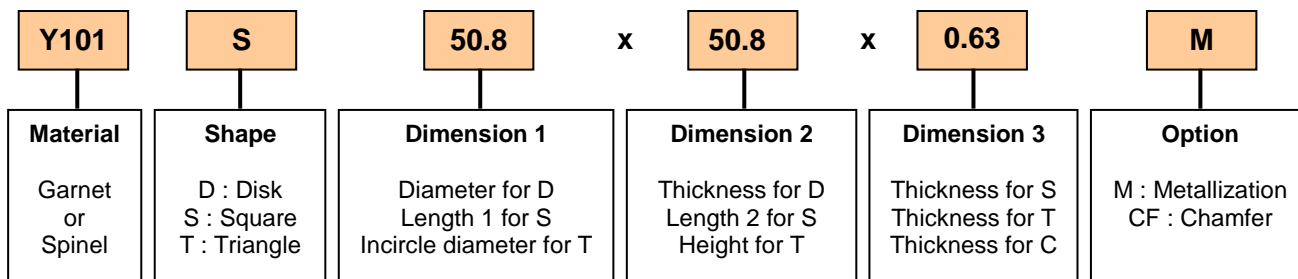 Y101 S 50.8 x 50.8 x 0.63 M
Material
Garnet
or
Spinel
Shape
D : Disk
S : Square
T : Triangle
Dimension 1
Diameter for D
Length 1 for S
Incircle diameter for T
Dimension 2
Thickness for D
Length 2 for S
Height for T
Dimension 3
Thickness for S
Thickness for T
Thickness for C
Option
M : Metallization
CF : Chamfer